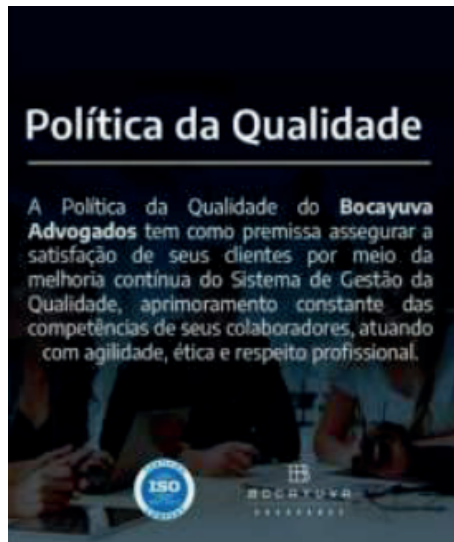 Política da Qualidade
A Política da Qualidade do Bocayuva
Advogados tem como premissa assegurar a
satisfação de seus clientes por meio da
melhoria contínua do Sistema de Gestão da
Qualidade, aprimoramento constante das
competências de seus colaboradores, atuando
com agilidade, ética e respeito profissional.
ISO
BOCAYUVA